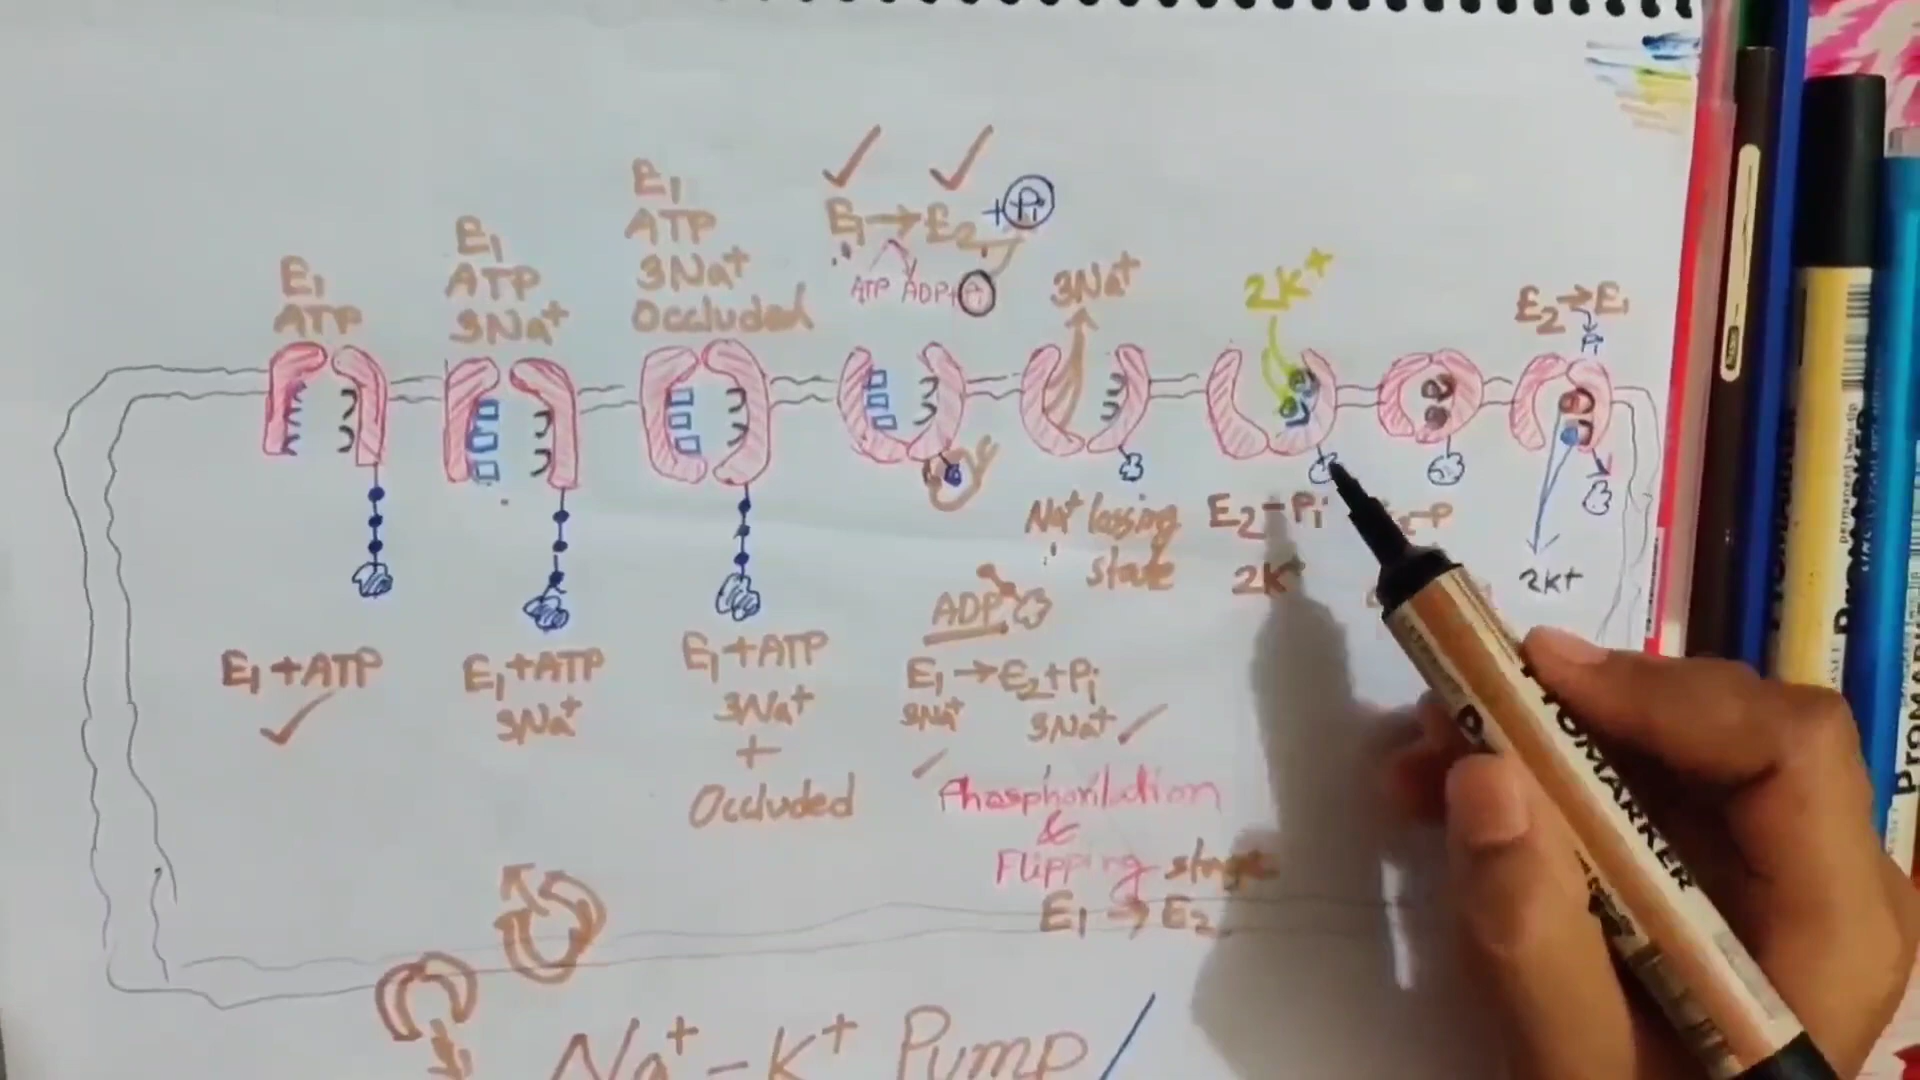 E1
ATP
E1
ATP
3Na+
E1
ATP
3Na+
Occluded
E1 → E2 + Pi
ATP ADP+Pi
3Na+
2K+
E2 → E1
Pi
Na+ lossing
state
E2-Pi
2K+
2K+
ADP
E1 + ATP
E1+ATP
3Na+
E1+ATP
3Na+
+
Occluded
E1 → E2+Pi
3Na+ 3Na+
Phosphorilation
&
Flipping stage
E1 → E2
Na+ - K+ Pump
PROMARKER